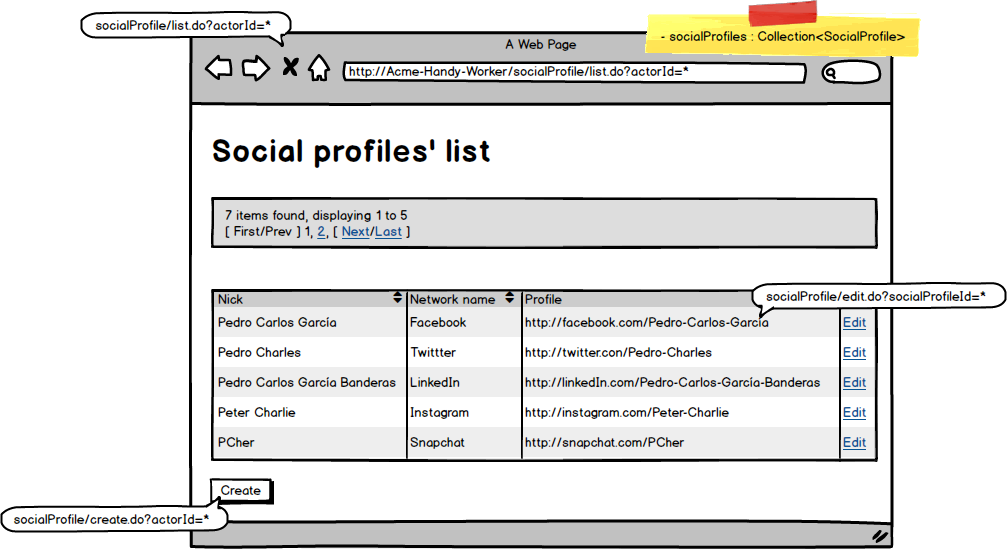 socialProfile/list.do?actorId=*
- socialProfiles : Collection<SocialProfile>
A Web Page
http://Acme-Handy-Worker/socialProfile/list.do?actorId=*
Social profiles' list
7 items found, displaying 1 to 5
[ First/Prev ] 1, 2, [ Next/Last ]
Nick Network name Profile
socialProfile/edit.do?socialProfileId=*
Pedro Carlos García Facebook http://facebook.com/Pedro-Carlos-García Edit
Pedro Charles Twittter http://twitter.con/Pedro-Charles Edit
Pedro Carlos García Banderas LinkedIn http://linkedIn.com/Pedro-Carlos-García-Banderas Edit
Peter Charlie Instagram http://instagram.com/Peter-Charlie Edit
PCher Snapchat http://snapchat.com/PCher Edit
Create
socialProfile/create.do?actorId=*